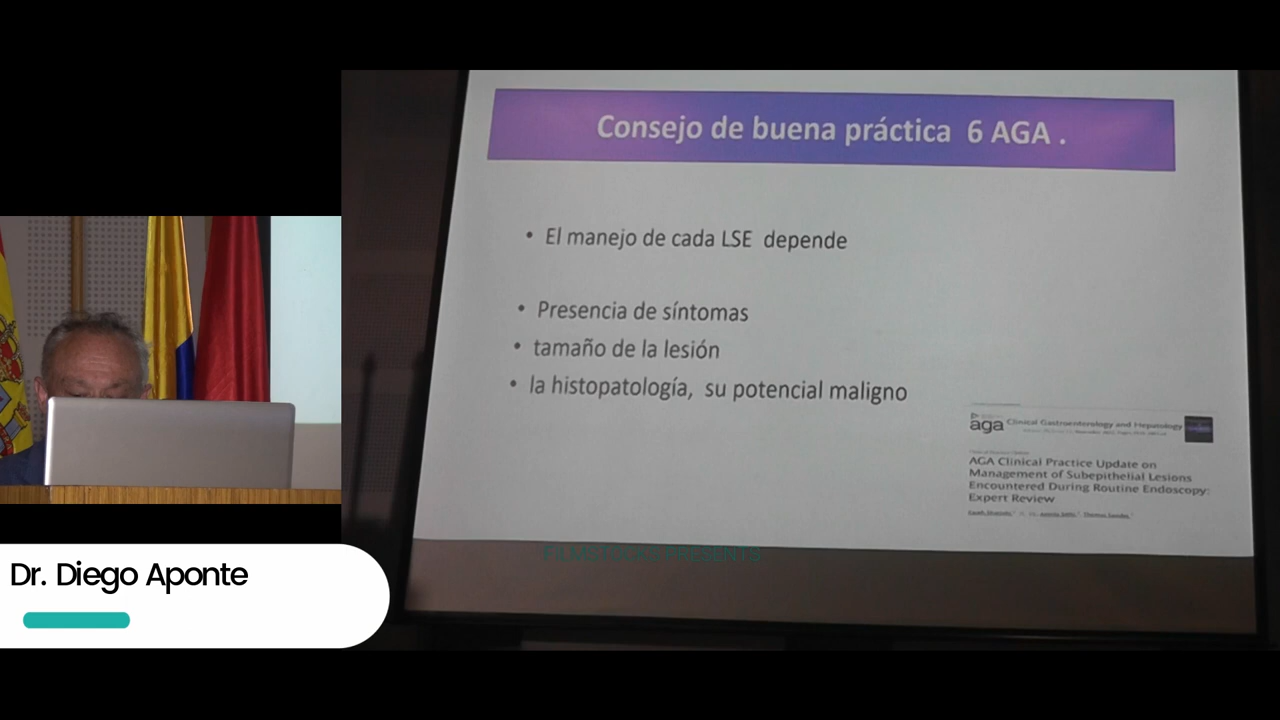 Consejo de buena práctica 6 AGA .
• El manejo de cada LSE depende
• Presencia de síntomas
• tamaño de la lesión
• la histopatología, su potencial maligno
aga Clinical Gastroenterology and Hepatology
AGA Clinical Practice Update on
Management of Subepithelial Lesions
Encountered During Routine Endoscopy:
Expert Review
PRESENTS
Dr. Diego Aponte